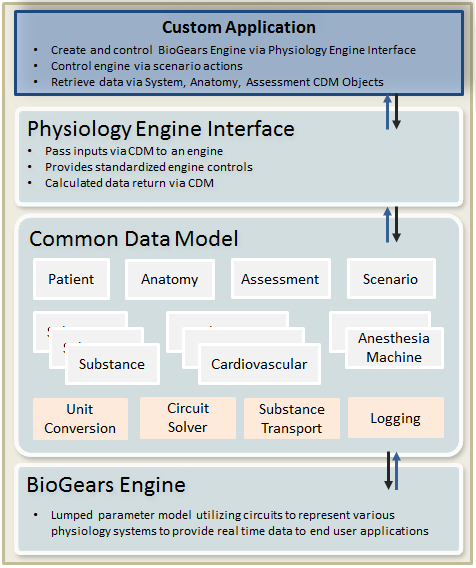 Custom Application
• Create and control BioGears Engine via Physiology Engine Interface
• Control engine via scenario actions
• Retrieve data via System, Anatomy, Assessment CDM Objects
Physiology Engine Interface
• Pass inputs via CDM to an engine
• Provides standardized engine controls
• Calculated data return via CDM
Common Data Model
Patient
Anatomy
Assessment
Scenario
Substance
Cardiovascular
Anesthesia
Machine
Unit
Conversion
Circuit
Solver
Substance
Transport
Logging
BioGears Engine
• Lumped parameter model utilizing circuits to represent various
physiology systems to provide real time data to end user applications